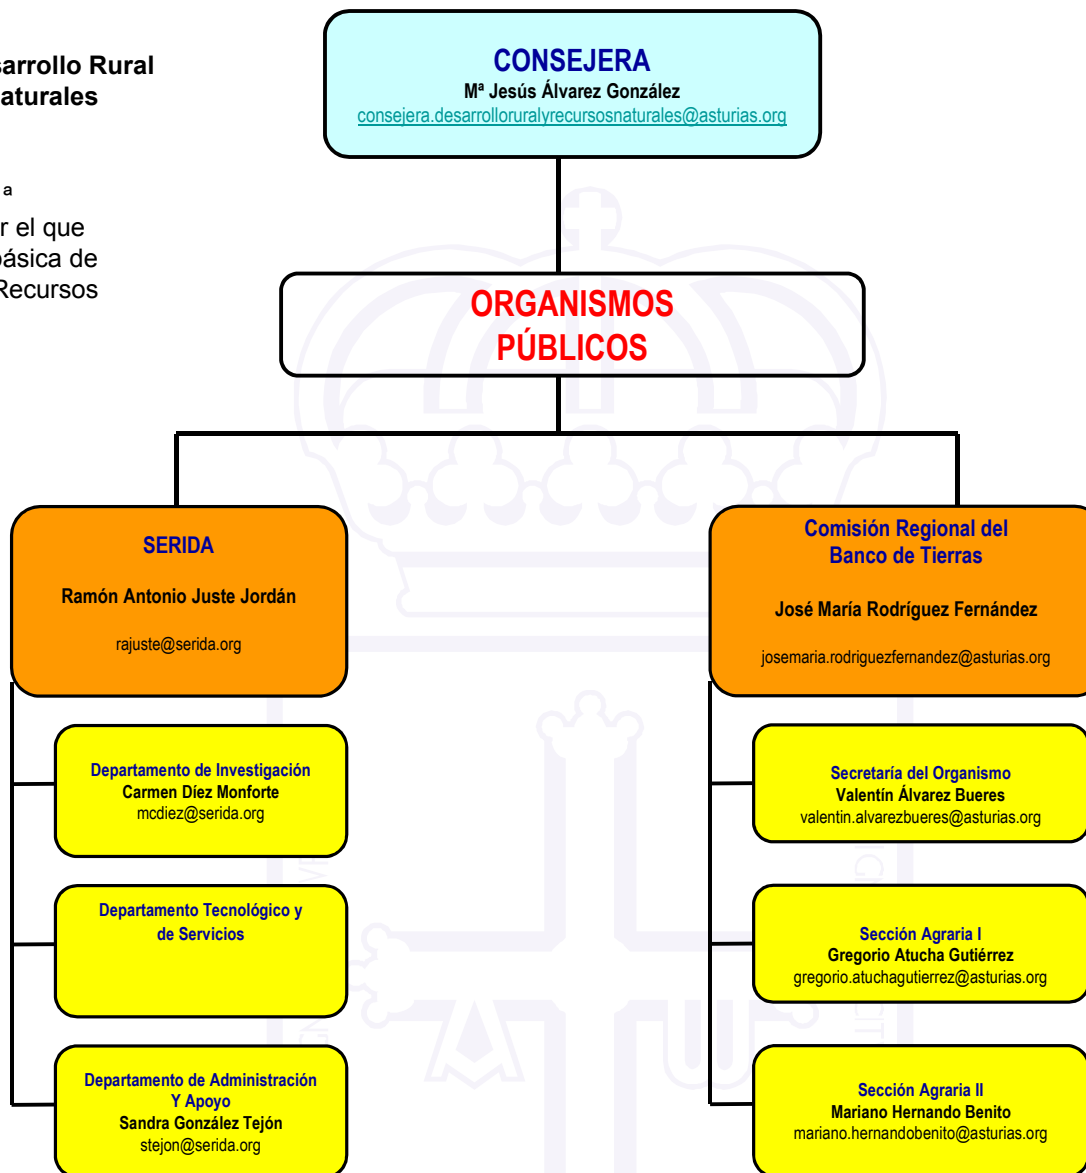 sarrollo Rural
aturales
a
r el que
básica de
Recursos
CONSEJERA
Mª Jesús Álvarez González
consejera.desarrolloruralyrecursosnaturales@asturias.org
ORGANISMOS
PÚBLICOS
SERIDA
Ramón Antonio Juste Jordán
rajuste@serida.org
Departamento de Investigación
Carmen Díez Monforte
mcdiez@serida.org
Departamento Tecnológico y
de Servicios
Departamento de Administración
Y Apoyo
Sandra González Tejón
stejon@serida.org
Comisión Regional del
Banco de Tierras
José María Rodríguez Fernández
josemaria.rodriguezfernandez@asturias.org
Secretaría del Organismo
Valentín Álvarez Bueres
valentin.alvarezbueres@asturias.org
Sección Agraria I
Gregorio Atucha Gutiérrez
gregorio.atuchagutierrez@asturias.org
Sección Agraria II
Mariano Hernando Benito
mariano.hernandobenito@asturias.org